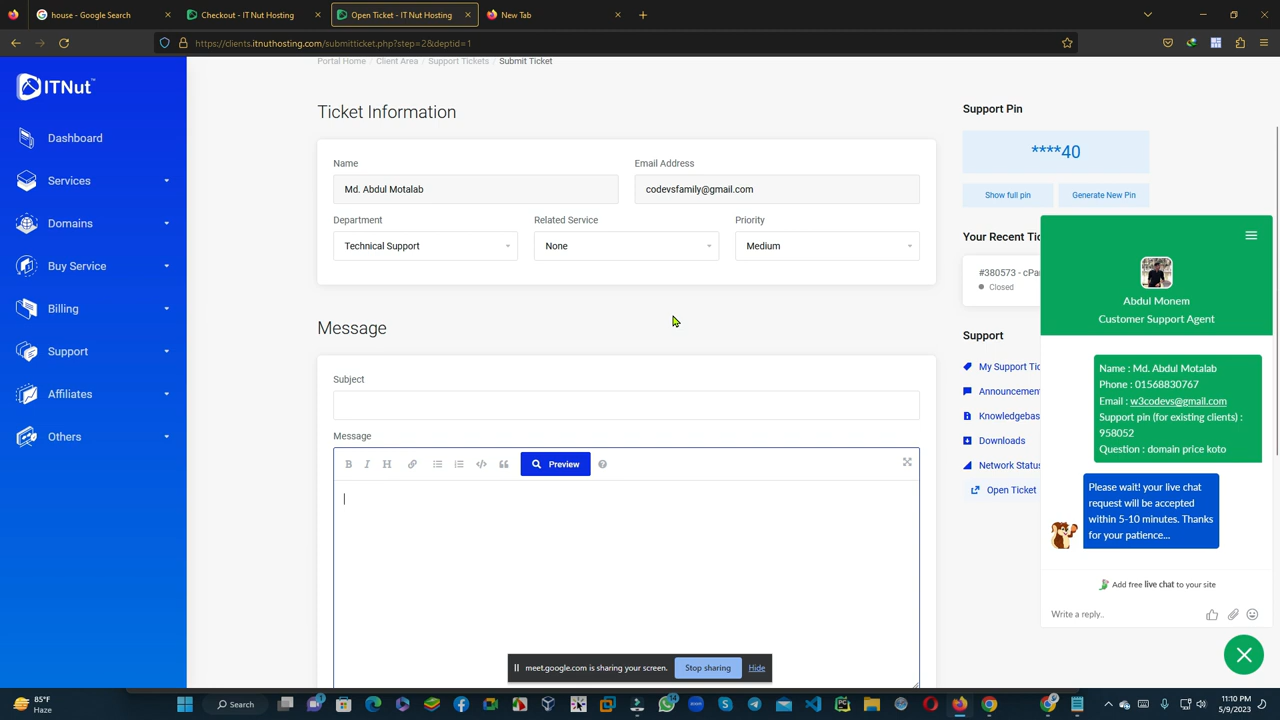 house - Google Search
Checkout - IT Nut Hosting
Open Ticket - IT Nut Hosting
New Tab
https://clients.itnuthosting.com/submitticket.php?step=2&deptid=1
ITNut
Dashboard
Services
Domains
Buy Service
Billing
Support
Affiliates
Others
Portal Home / Client Area / Support Tickets / Submit Ticket
Ticket Information
Name
Email Address
Md. Abdul Motalab
codevsfamily@gmail.com
Department
Related Service
Priority
Technical Support
None
Medium
Message
Subject
Message
B I H
Preview
Support Pin
****40
Show full pin
Generate New Pin
Your Recent Tic
#380573 - cPa
Closed
Support
My Support Tic
Announcemen
Knowledgebas
Downloads
Network Statu
Open Ticket
Abdul Monem
Customer Support Agent
Name : Md. Abdul Motalab
Phone : 01568830767
Email : w3codevs@gmail.com
Support pin (for existing clients) :
958052
Question : domain price koto
Please wait! your live chat
request will be accepted
within 5-10 minutes. Thanks
for your patience...
Add free live chat to your site
Write a reply..
meet.google.com is sharing your screen.
Stop sharing
Hide
85°F
Haze
Search
11:10 PM
5/9/2023